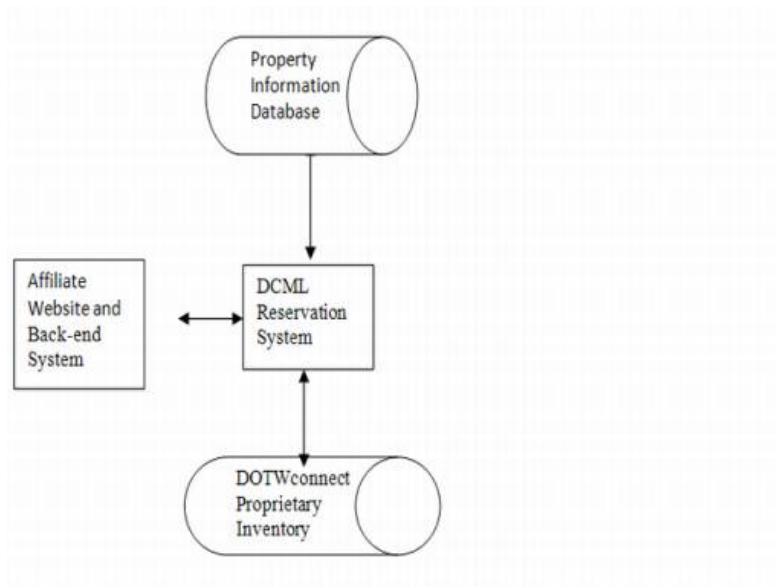 Property
Information
Database
Affiliate
Website and
Back-end
System
DCML
Reservation
System
DOTWconnect
Proprietary
Inventory